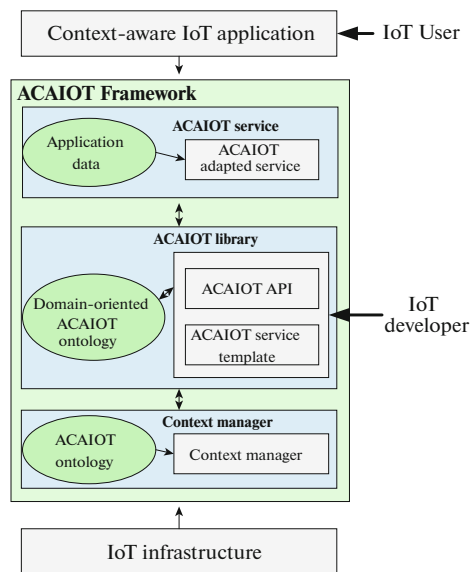 Context-aware IoT application
IoT User
ACAIOT Framework
ACAIOT service
Application
data
ACAIOT
adapted service
ACAIOT library
Domain-oriented
ACAIOT
ontology
ACAIOT API
ACAIOT service
template
IoT
developer
Context manager
ACAIOT
ontology
Context manager
IoT infrastructure